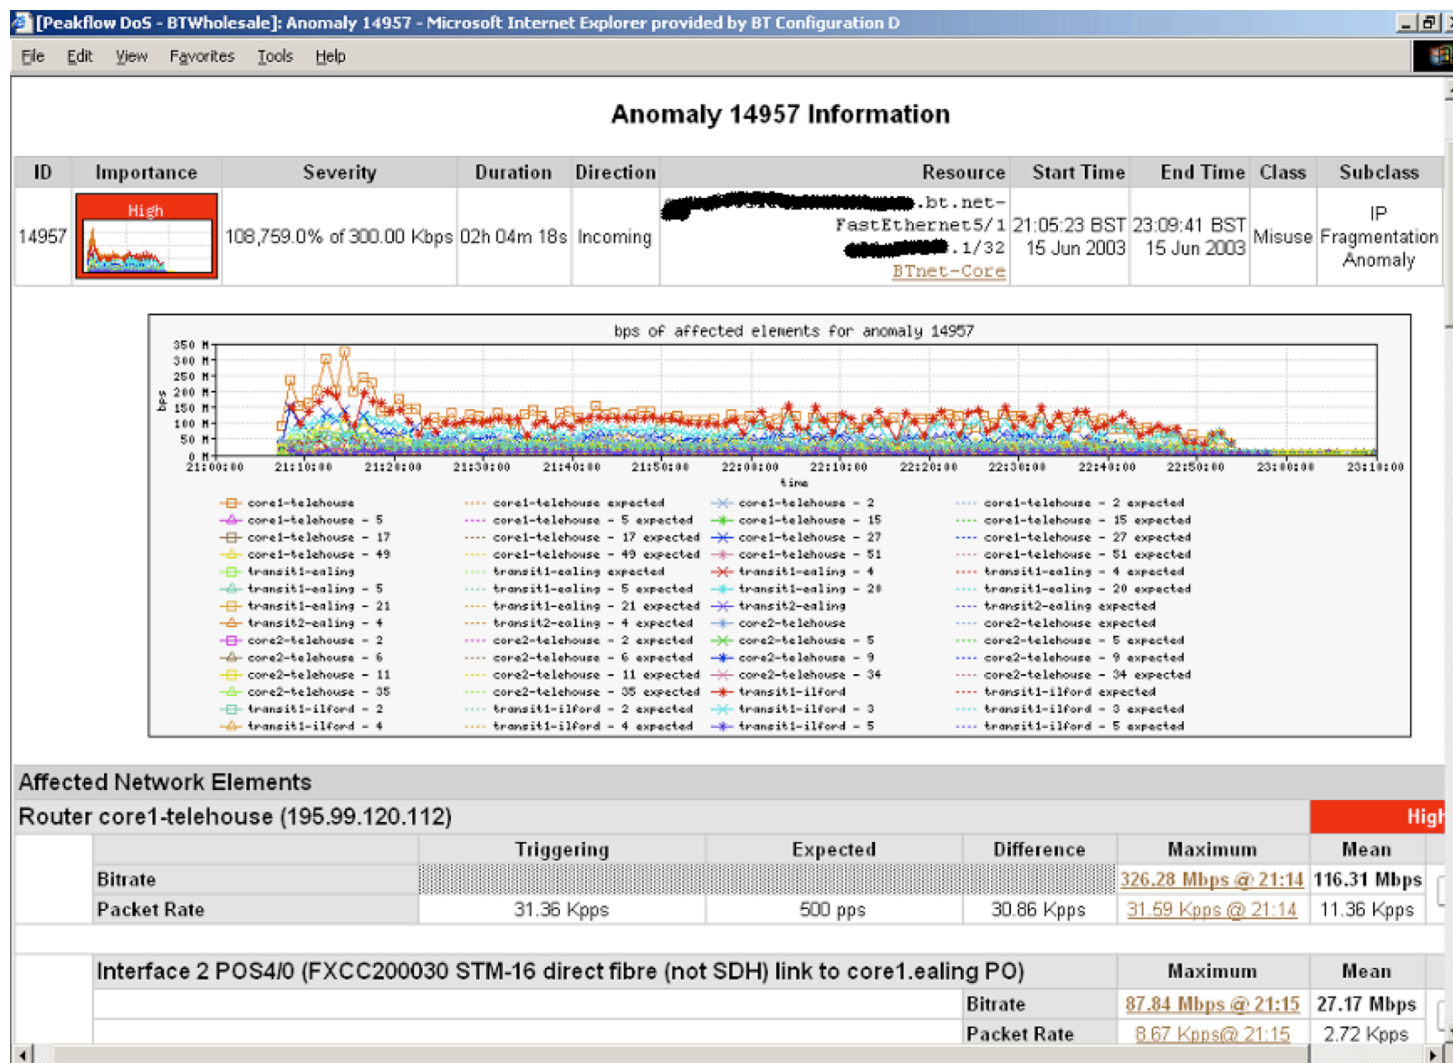 [Peakflow DoS - BTWholesale]: Anomaly 14957 - Microsoft Internet Explorer provided by BT Configuration D
File Edit View Favorites Tools Help
Anomaly 14957 Information
ID Importance Severity Duration Direction Resource Start Time End Time Class Subclass
14957 High 108,759.0% of 300.00 Kbps 02h 04m 18s Incoming .bt.net-
FastEthernet5/1
.1/32
BTnet-Core
21:05:23 BST
15 Jun 2003
23:09:41 BST
15 Jun 2003
Misuse
IP
Fragmentation
Anomaly
bps of affected elements for anomaly 14957
350 M
300 M
250 M
200 M
150 M
100 M
50 M
0 M
bps
21:00:00 21:10:00 21:20:00 21:30:00 21:40:00 21:50:00 22:00:00 22:10:00 22:20:00 22:30:00 22:40:00 22:50:00 23:00:00 23:10:00
time
core1-telehouse core1-telehouse expected core1-telehouse - 2 core1-telehouse - 2 expected
core1-telehouse - 5 core1-telehouse - 5 expected core1-telehouse - 15 core1-telehouse - 15 expected
core1-telehouse - 17 core1-telehouse - 17 expected core1-telehouse - 27 core1-telehouse - 27 expected
core1-telehouse - 49 core1-telehouse - 49 expected core1-telehouse - 51 core1-telehouse - 51 expected
transit1-ealing transit1-ealing expected transit1-ealing - 4 transit1-ealing - 4 expected
transit1-ealing - 5 transit1-ealing - 5 expected transit1-ealing - 20 transit1-ealing - 20 expected
transit1-ealing - 21 transit1-ealing - 21 expected transit2-ealing transit2-ealing expected
transit2-ealing - 4 transit2-ealing - 4 expected core2-telehouse core2-telehouse expected
core2-telehouse - 2 core2-telehouse - 2 expected core2-telehouse - 5 core2-telehouse - 5 expected
core2-telehouse - 6 core2-telehouse - 6 expected core2-telehouse - 9 core2-telehouse - 9 expected
core2-telehouse - 11 core2-telehouse - 11 expected core2-telehouse - 34 core2-telehouse - 34 expected
core2-telehouse - 35 core2-telehouse - 35 expected transit1-ilford transit1-ilford expected
transit1-ilford - 2 transit1-ilford - 2 expected transit1-ilford - 3 transit1-ilford - 3 expected
transit1-ilford - 4 transit1-ilford - 4 expected transit1-ilford - 5 transit1-ilford - 5 expected
Affected Network Elements
Router core1-telehouse (195.99.120.112) High
Triggering Expected Difference Maximum Mean
Bitrate 326.28 Mbps @ 21:14 116.31 Mbps
Packet Rate 31.36 Kpps 500 pps 30.86 Kpps 31.59 Kpps @ 21:14 11.36 Kpps
Interface 2 POS4/0 (FXCC200030 STM-16 direct fibre (not SDH) link to core1.ealing PO) Maximum Mean
Bitrate 87.84 Mbps @ 21:15 27.17 Mbps
Packet Rate 8.67 Kpps@ 21:15 2.72 Kpps